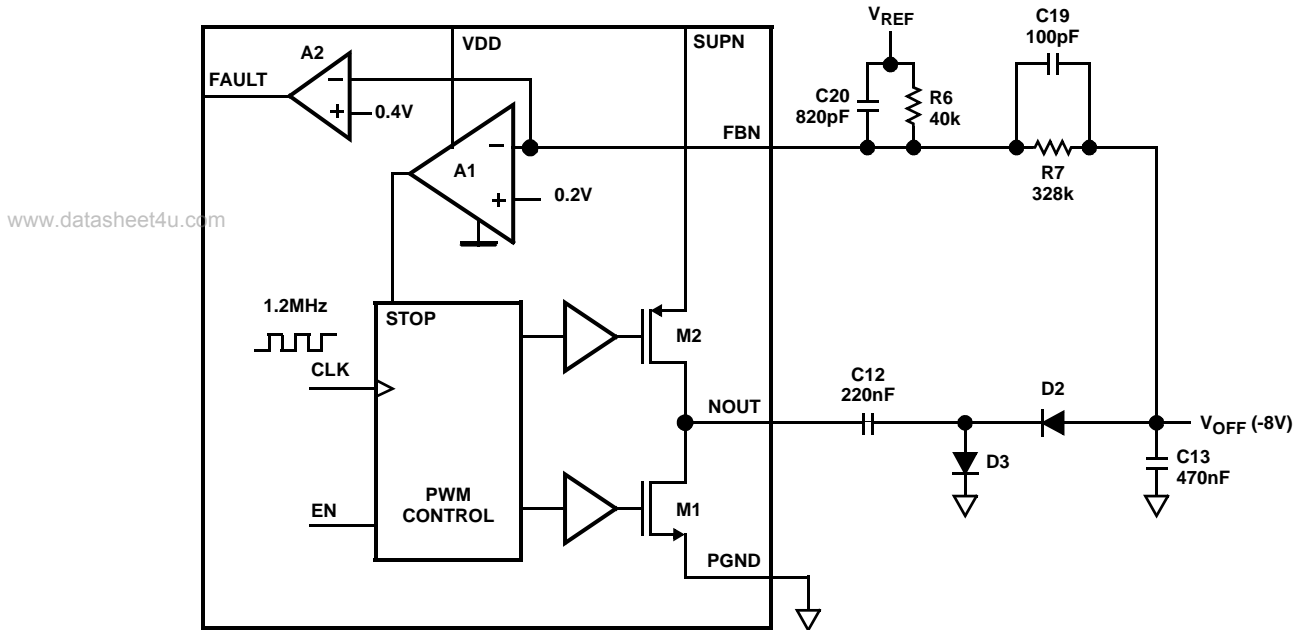 VREF
C19
100pF
VDD
SUPN
A2
FAULT
−
+
0.4V
C20
820pF
R6
40k
FBN
−
A1
+
0.2V
R7
328k
www.datasheet4u.com
1.2MHz
STOP
M2
CLK
NOUT
C12
220nF
D2
VOFF (-8V)
D3
C13
470nF
PWM
CONTROL
EN
M1
PGND